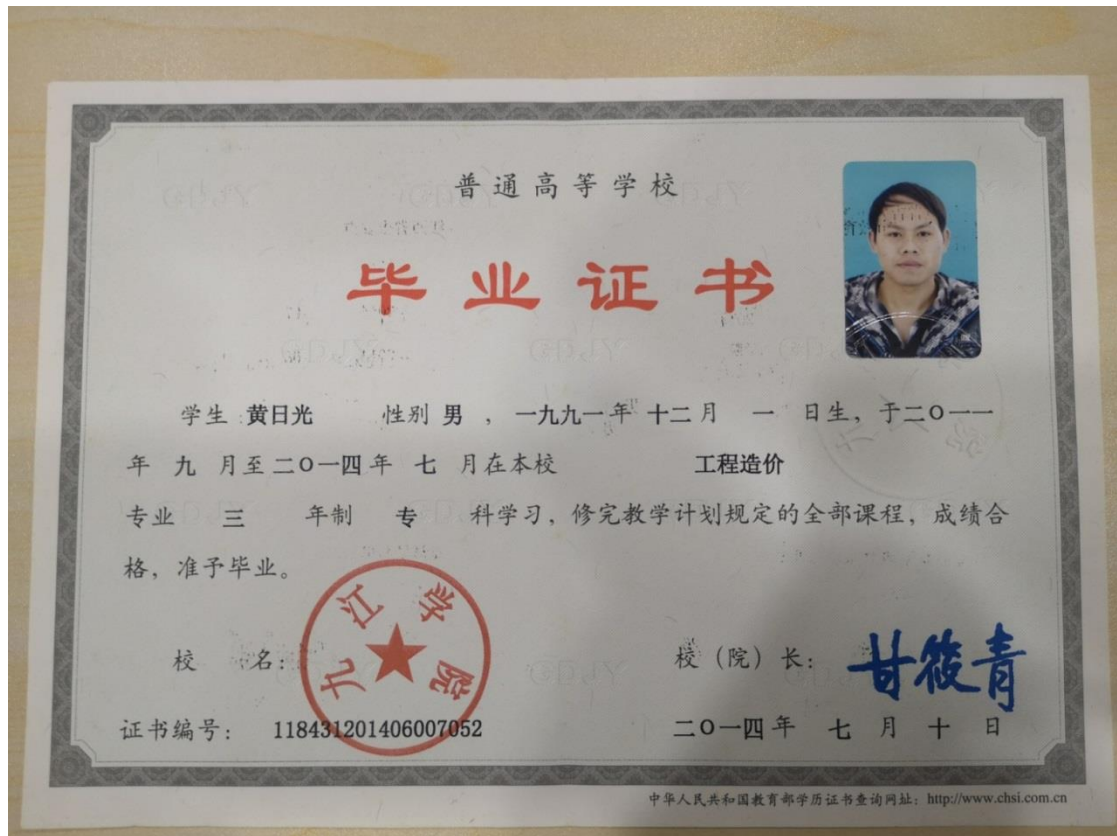 普通高等学校
毕业证书
学生 黄日光 性别 男 ，一九九一年 十二月 一 日生，于二〇一一
年 九 月至二〇一四年 七 月在本校 工程造价
专业 三 年制 专 科学习，修完教学计划规定的全部课程，成绩合
格，准予毕业。
九江学院
校 名： 校（院）长： 甘筱青
证书编号： 118431201406007052 二〇一四年 七 月 十 日
中华人民共和国教育部学历证书查询网址：http://www.chsi.com.cn